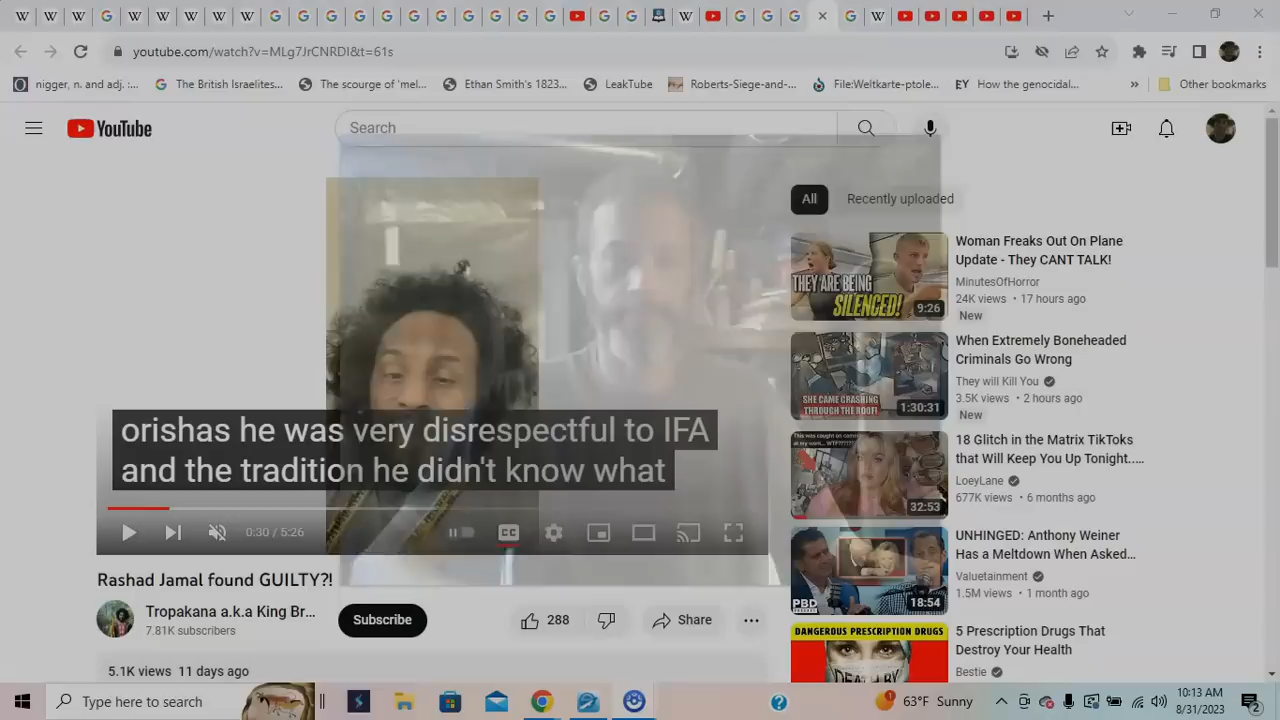 youtube.com/watch?v=MLg7JrCNRDI&t=61s
nigger, n. and adj. :...
The British Israelites...
The scourge of 'mel...
Ethan Smith's 1823...
LeakTube
Roberts-Siege-and-...
File:Weltkarte-ptole...
EY How the genocidal...
»
Other bookmarks
YouTube
Search
All
Recently uploaded
orishas he was very disrespectful to IFA
and the tradition he didn't know what
0:30 / 5:26
CC
Rashad Jamal found GUILTY?!
Tropakana a.k.a King Br...
7.81K subscribers
Subscribe
288
Share
5.1K views 11 days ago
THEY ARE BEING
SILENCED!
9:26
Woman Freaks Out On Plane
Update - They CANT TALK!
MinutesOfHorror
24K views • 17 hours ago
New
SHE CAME CRASHING
THROUGH THE ROOF!
1:30:31
When Extremely Boneheaded
Criminals Go Wrong
They will Kill You
3.5K views • 2 hours ago
New
32:53
18 Glitch in the Matrix TikToks
that Will Keep You Up Tonight....
LoeyLane
677K views • 6 months ago
PBD
18:54
UNHINGED: Anthony Weiner
Has a Meltdown When Asked...
Valuetainment
1.5M views • 1 month ago
DANGEROUS PRESCRIPTION DRUGS
DEATH BY
5 Prescription Drugs That
Destroy Your Health
Bestie
Type here to search
63°F Sunny
10:13 AM
8/31/2023